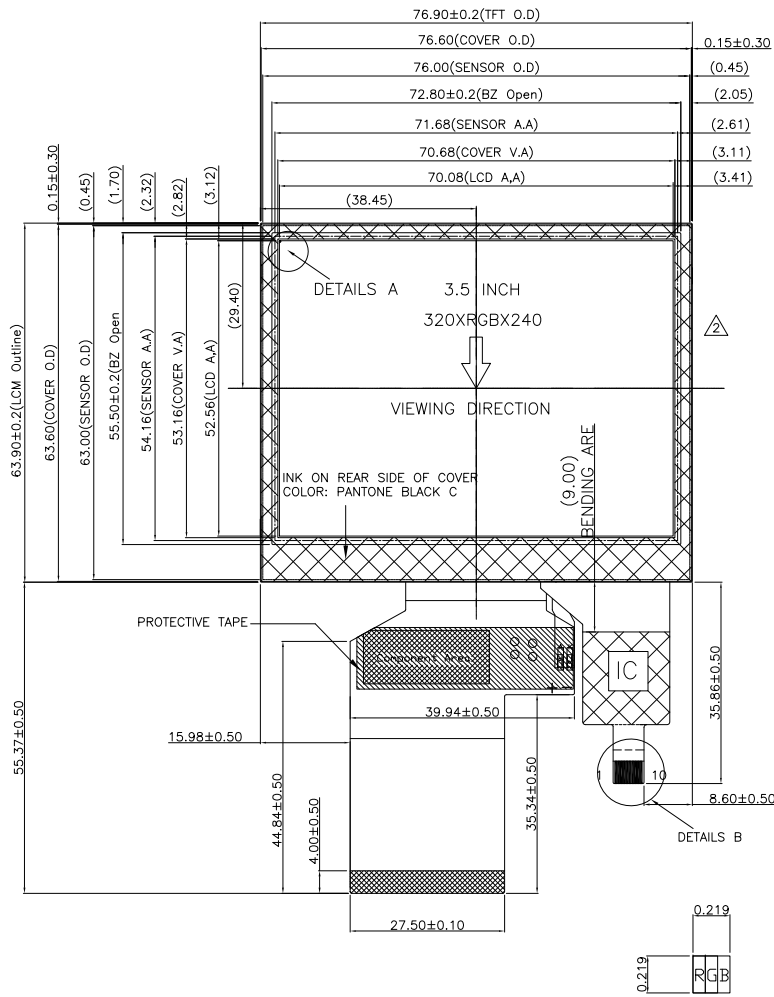 76.90±0.2(TFT O.D)
76.60(COVER O.D)
0.15±0.30
76.00(SENSOR O.D)
(0.45)
72.80±0.2(BZ Open)
(2.05)
71.68(SENSOR A.A)
(2.61)
70.68(COVER V.A)
(3.11)
70.08(LCD A,A)
(3.41)
(38.45)
0.15±0.30
(0.45)
(1.70)
(2.32)
(2.82)
(3.12)
63.90±0.2(LCM Outline)
63.60(COVER O.D)
63.00(SENSOR O.D)
55.50±0.2(BZ Open
54.16(SENSOR A.A)
53.16(COVER V.A)
52.56(LCD A,A)
(29.40)
DETAILS A
3.5 INCH
320XRGBX240
2
VIEWING DIRECTION
INK ON REAR SIDE OF COVER
COLOR: PANTONE BLACK C
(9.00)
BENDING ARE
PROTECTIVE TAPE
Component Area
IC
39.94±0.50
15.98±0.50
55.37±0.50
44.84±0.50
4.00±0.50
35.34±0.50
35.86±0.50
1
10
8.60±0.50
DETAILS B
27.50±0.10
0.219
0.219
RGB